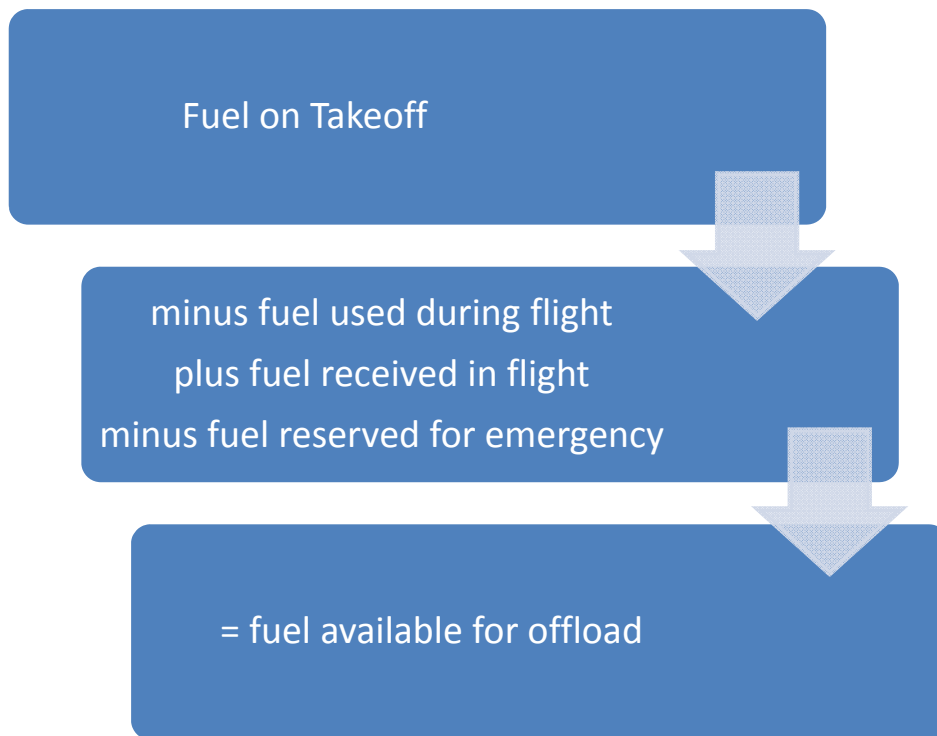 Fuel on Takeoff
minus fuel used during flight
plus fuel received in flight
minus fuel reserved for emergency
= fuel available for offload